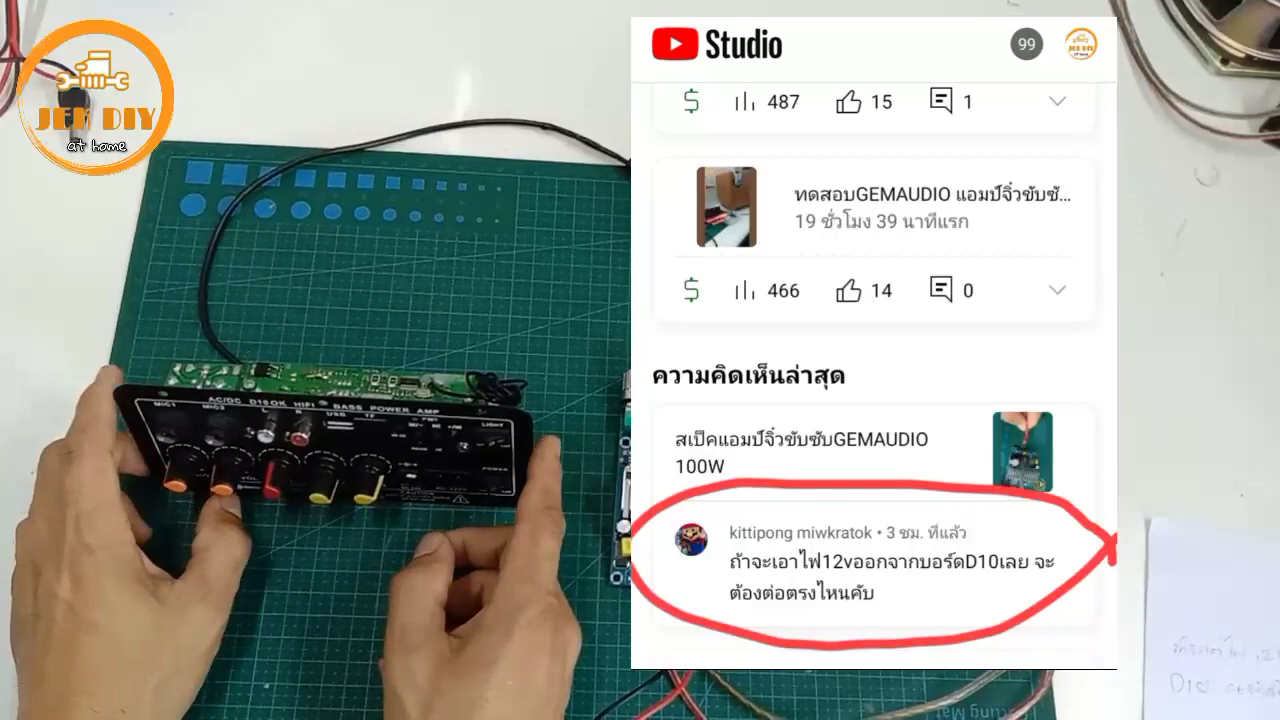 JEK DIY
at home
AC/DC D10 OK HIFI BASS POWER AMP
MIC1 MIC2 L R USB TF LIGHT
VOL
POWER
Studio
99
487 15 1
ทดสอบGEMAUDIO แอมป์จิ๋วขับซั...
19 ชั่วโมง 39 นาทีแรก
466 14 0
ความคิดเห็นล่าสุด
สเป็คแอมป์จิ๋วขับซับGEMAUDIO
100W
kittipong miwkratok • 3 ชม. ที่แล้ว
ถ้าจะเอาไฟ12vออกจากบอร์ดD10เลย จะ
ต้องต่อตรงไหนคับ
D10